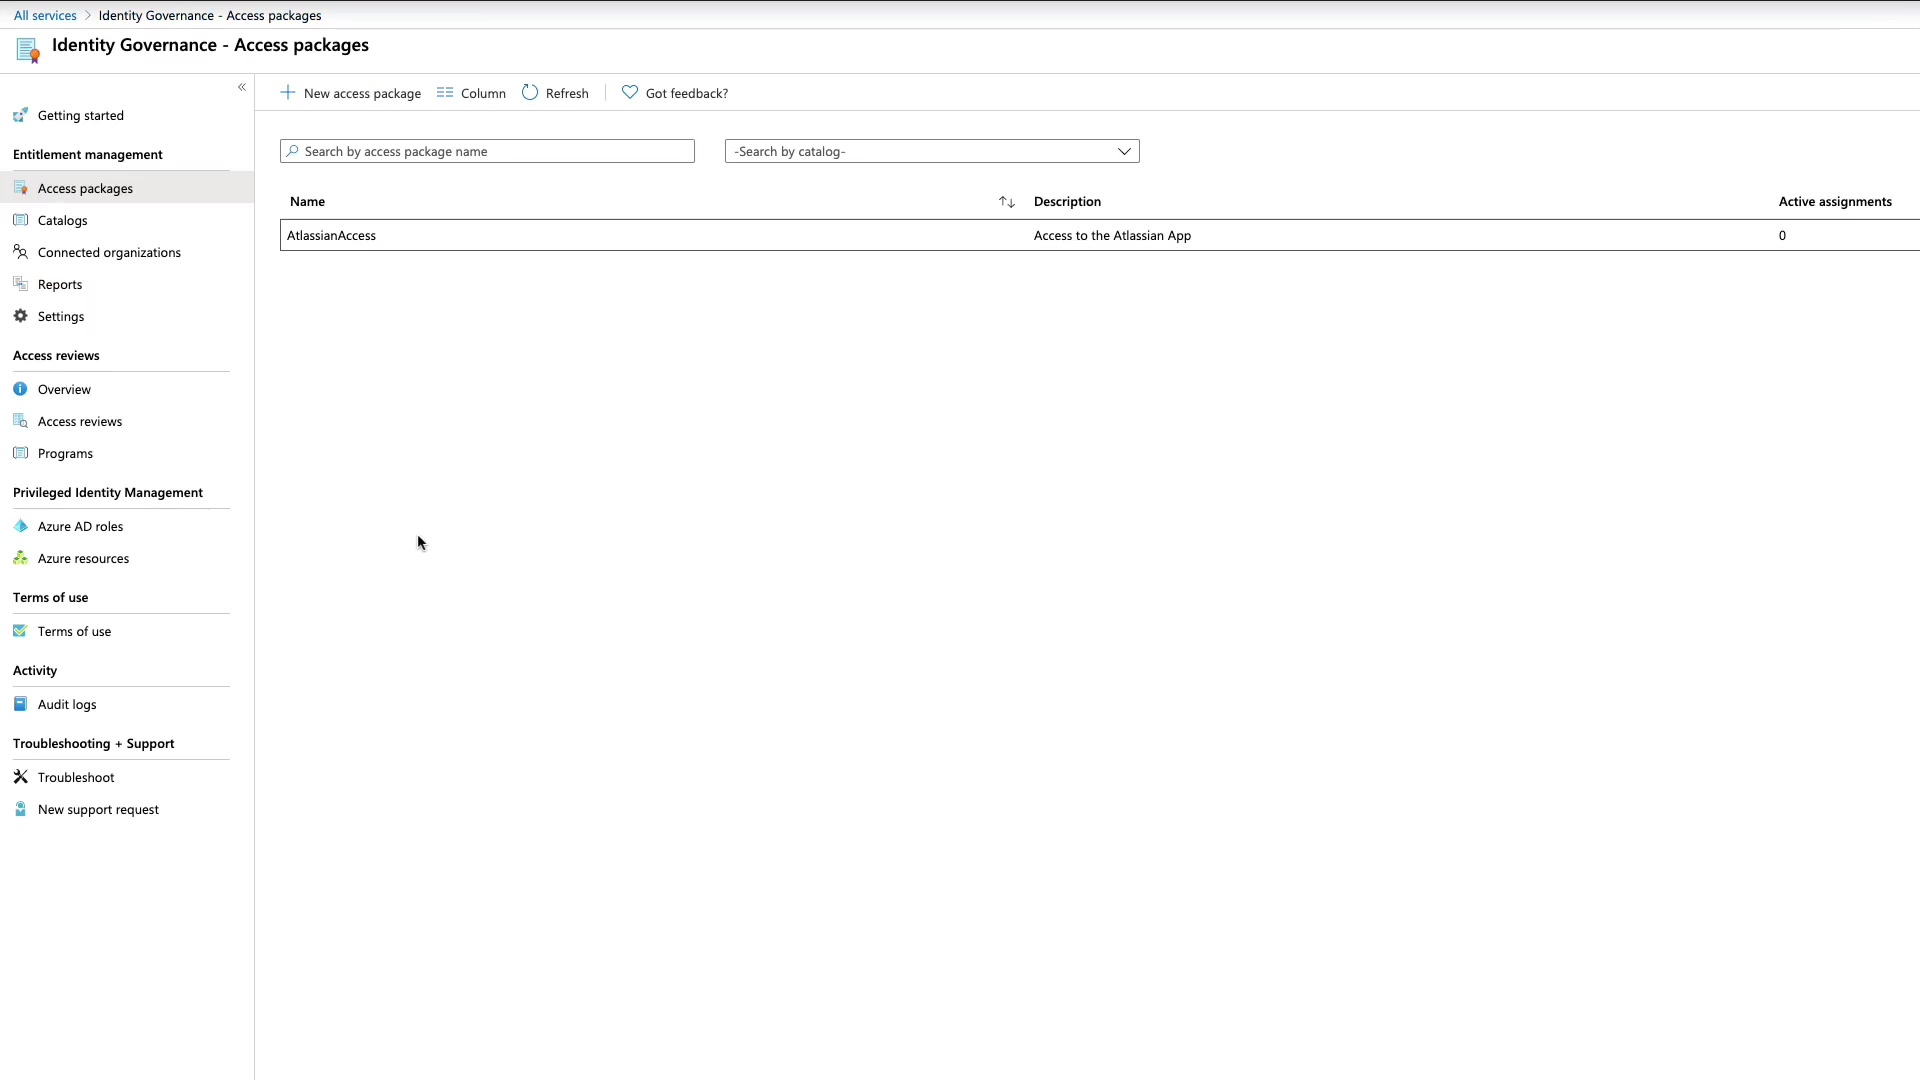 All services > Identity Governance - Access packages
Identity Governance - Access packages
«
New access package
Column
Refresh
Got feedback?
Getting started
Entitlement management
Access packages
Catalogs
Connected organizations
Reports
Settings
Access reviews
Overview
Access reviews
Programs
Privileged Identity Management
Azure AD roles
Azure resources
Terms of use
Terms of use
Activity
Audit logs
Troubleshooting + Support
Troubleshoot
New support request
Search by access package name
-Search by catalog-
Name ↑↓ Description Active assignments
AtlassianAccess Access to the Atlassian App 0